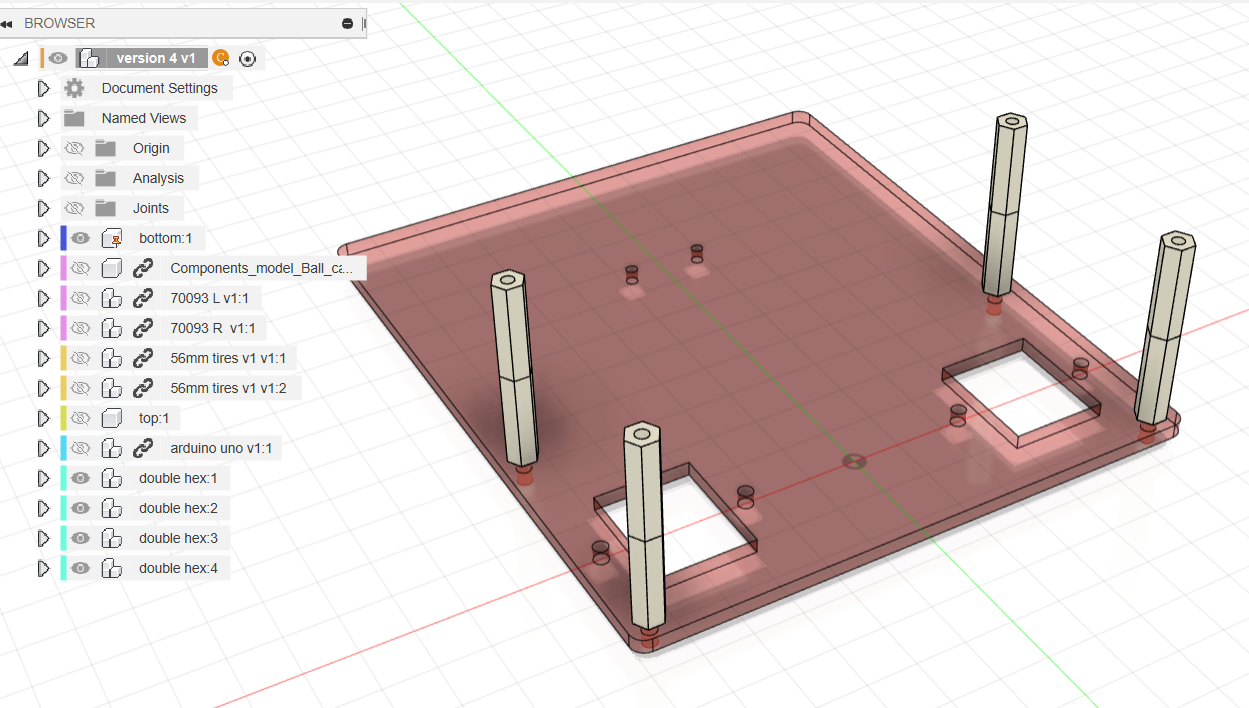 BROWSER
version 4 v1
Document Settings
Named Views
Origin
Analysis
Joints
bottom:1
Components_model_Ball_ca...
70093 L v1:1
70093 R  v1:1
56mm tires v1 v1:1
56mm tires v1 v1:2
top:1
arduino uno v1:1
double hex:1
double hex:2
double hex:3
double hex:4